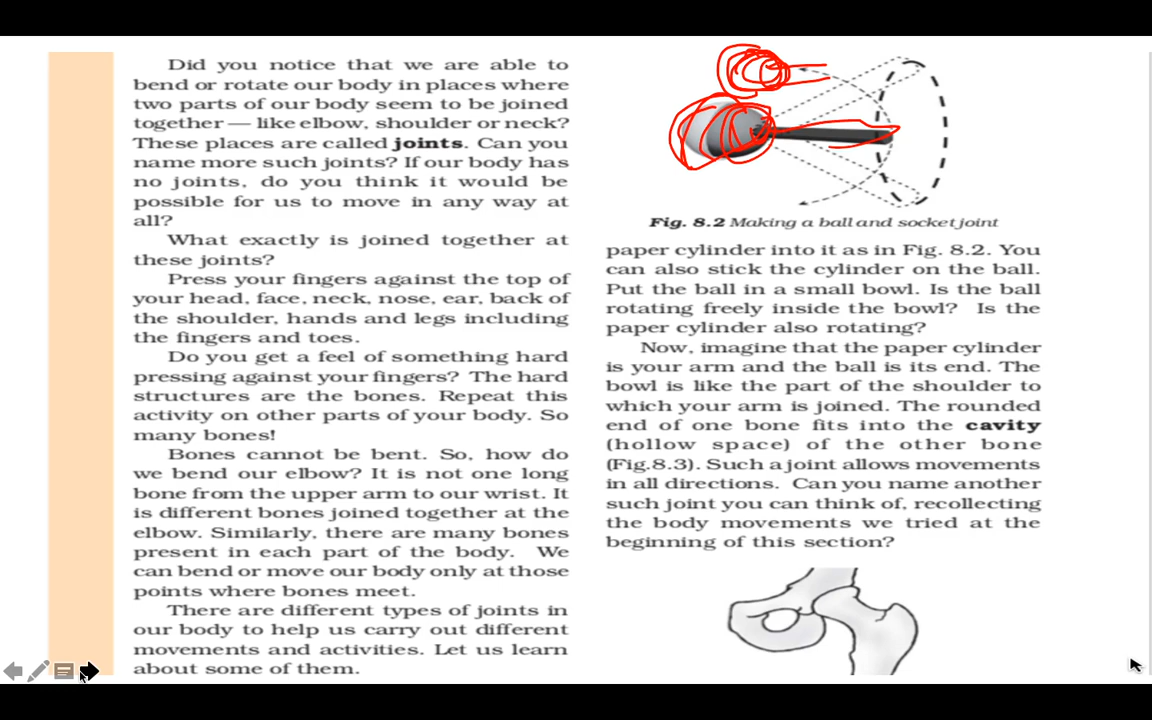 Did you notice that we are able to
bend or rotate our body in places where
two parts of our body seem to be joined
together — like elbow, shoulder or neck?
These places are called joints. Can you
name more such joints? If our body has
no joints, do you think it would be
possible for us to move in any way at
all?
What exactly is joined together at
these joints?
Press your fingers against the top of
your head, face, neck, nose, ear, back of
the shoulder, hands and legs including
the fingers and toes.
Do you get a feel of something hard
pressing against your fingers? The hard
structures are the bones. Repeat this
activity on other parts of your body. So
many bones!
Bones cannot be bent. So, how do
we bend our elbow? It is not one long
bone from the upper arm to our wrist. It
is different bones joined together at the
elbow. Similarly, there are many bones
present in each part of the body. We
can bend or move our body only at those
points where bones meet.
There are different types of joints in
our body to help us carry out different
movements and activities. Let us learn
about some of them.
Fig. 8.2 Making a ball and socket joint
paper cylinder into it as in Fig. 8.2. You
can also stick the cylinder on the ball.
Put the ball in a small bowl. Is the ball
rotating freely inside the bowl? Is the
paper cylinder also rotating?
Now, imagine that the paper cylinder
is your arm and the ball is its end. The
bowl is like the part of the shoulder to
which your arm is joined. The rounded
end of one bone fits into the cavity
(hollow space) of the other bone
(Fig.8.3). Such a joint allows movements
in all directions. Can you name another
such joint you can think of, recollecting
the body movements we tried at the
beginning of this section?